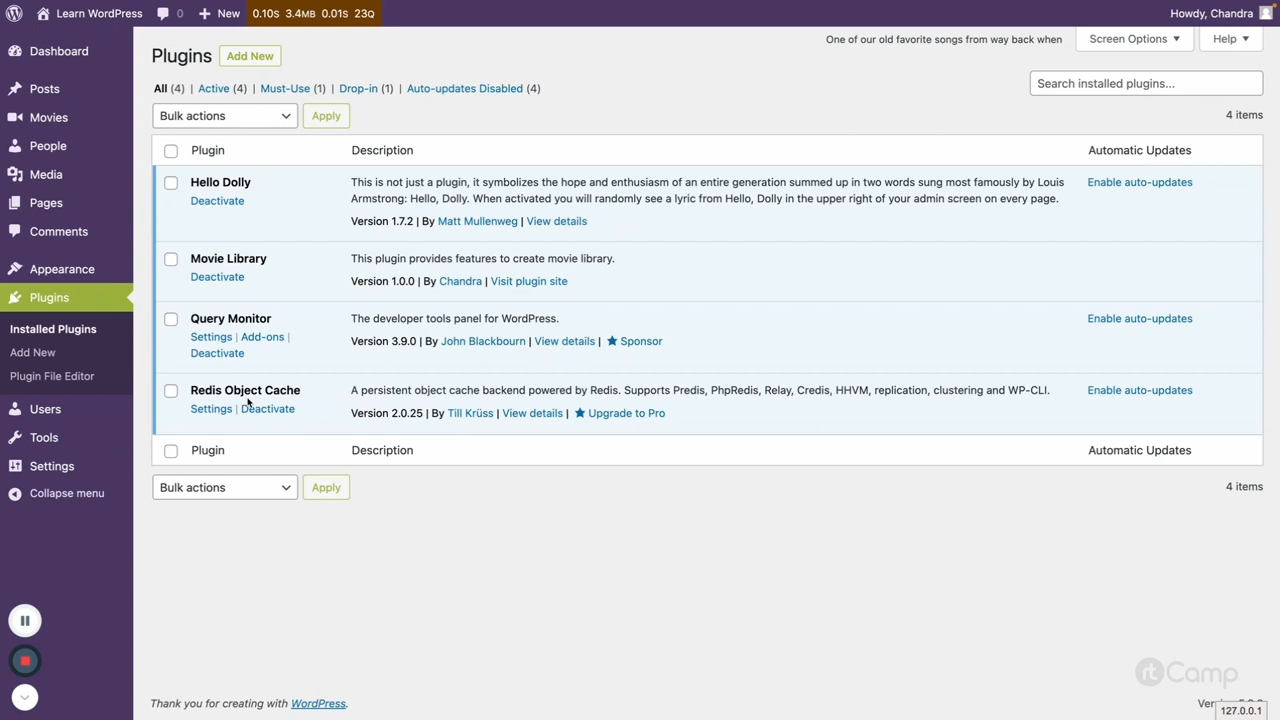 Learn WordPress 0 New 0.10S 3.4MB 0.01S 23Q Howdy, Chandra
Dashboard
Posts
Movies
People
Media
Pages
Comments
Appearance
Plugins
Installed Plugins
Add New
Plugin File Editor
Users
Tools
Settings
Collapse menu
One of our old favorite songs from way back when
Screen Options
Help
Plugins Add New
All (4) | Active (4) | Must-Use (1) | Drop-in (1) | Auto-updates Disabled (4)
Search installed plugins...
Bulk actions Apply
4 items
Plugin Description Automatic Updates
Hello Dolly
Deactivate
This is not just a plugin, it symbolizes the hope and enthusiasm of an entire generation summed up in two words sung most famously by Louis
Armstrong: Hello, Dolly. When activated you will randomly see a lyric from Hello, Dolly in the upper right of your admin screen on every page.
Version 1.7.2 | By Matt Mullenweg | View details
Enable auto-updates
Movie Library
Deactivate
This plugin provides features to create movie library.
Version 1.0.0 | By Chandra | Visit plugin site
Query Monitor
Settings | Add-ons |
Deactivate
The developer tools panel for WordPress.
Version 3.9.0 | By John Blackbourn | View details | Sponsor
Enable auto-updates
Redis Object Cache
Settings | Deactivate
A persistent object cache backend powered by Redis. Supports Predis, PhpRedis, Relay, Credis, HHVM, replication, clustering and WP-CLI.
Version 2.0.25 | By Till Krüss | View details | Upgrade to Pro
Enable auto-updates
Plugin Description Automatic Updates
Bulk actions Apply
4 items
rtCamp
Thank you for creating with WordPress.
127.0.0.1